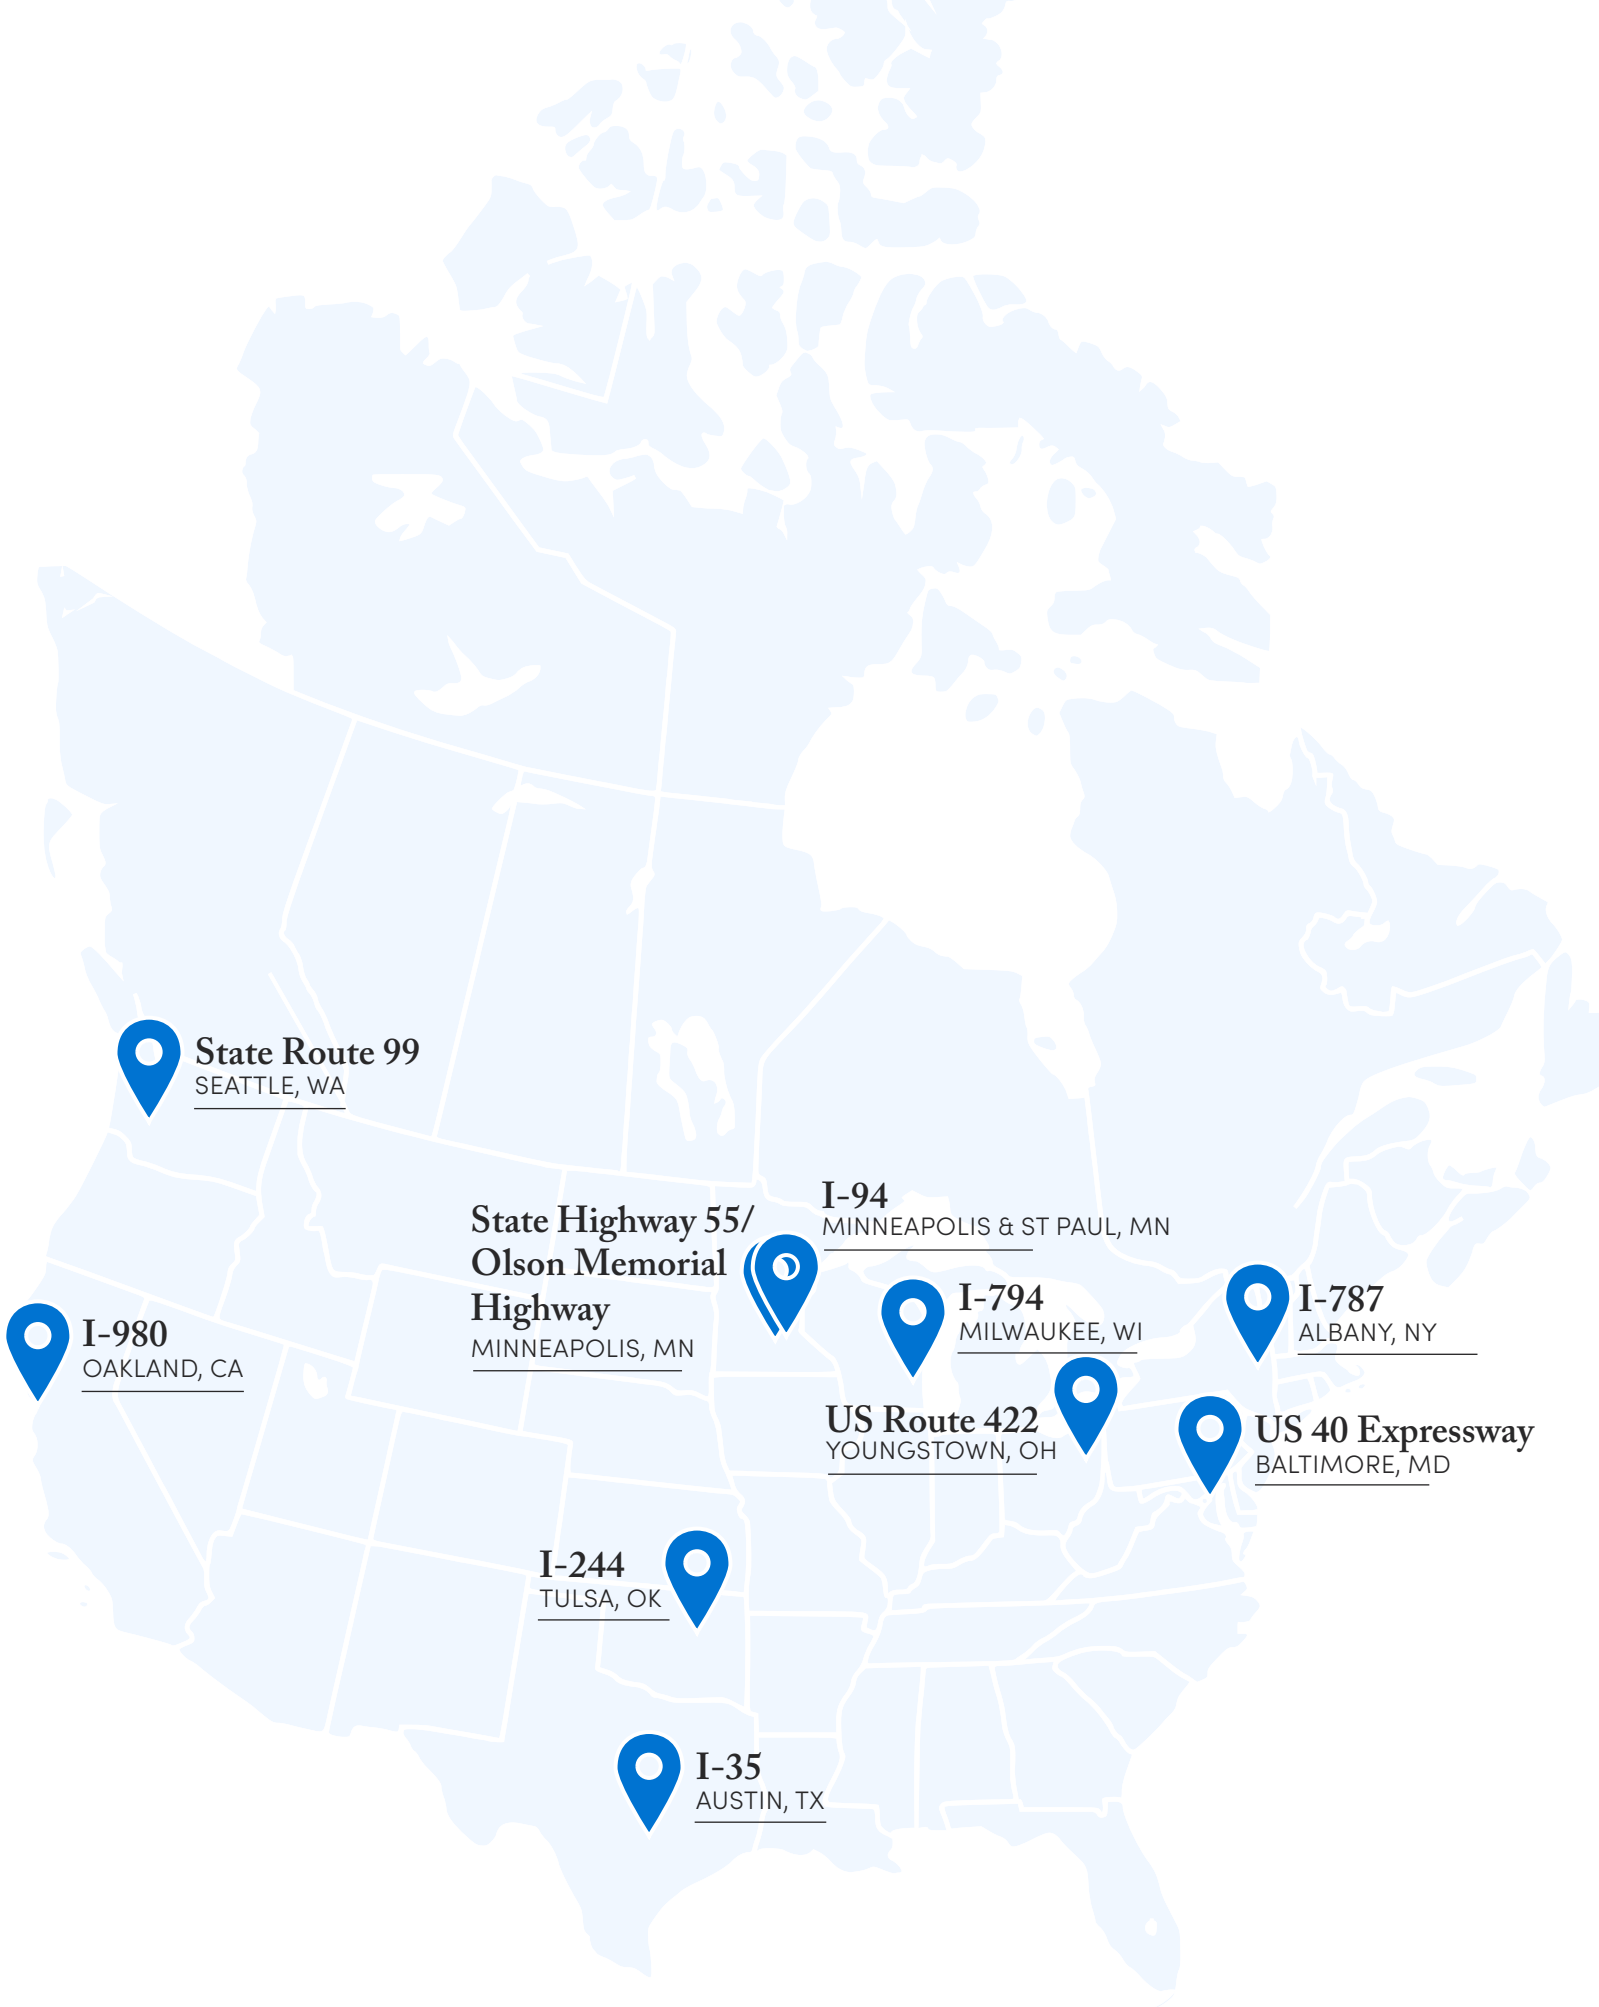 State Route 99
SEATTLE, WA
I-94
MINNEAPOLIS & ST PAUL, MN
State Highway 55/
Olson Memorial
Highway
MINNEAPOLIS, MN
I-794
MILWAUKEE, WI
I-787
ALBANY, NY
I-980
OAKLAND, CA
US Route 422
YOUNGSTOWN, OH
US 40 Expressway
BALTIMORE, MD
I-244
TULSA, OK
I-35
AUSTIN, TX